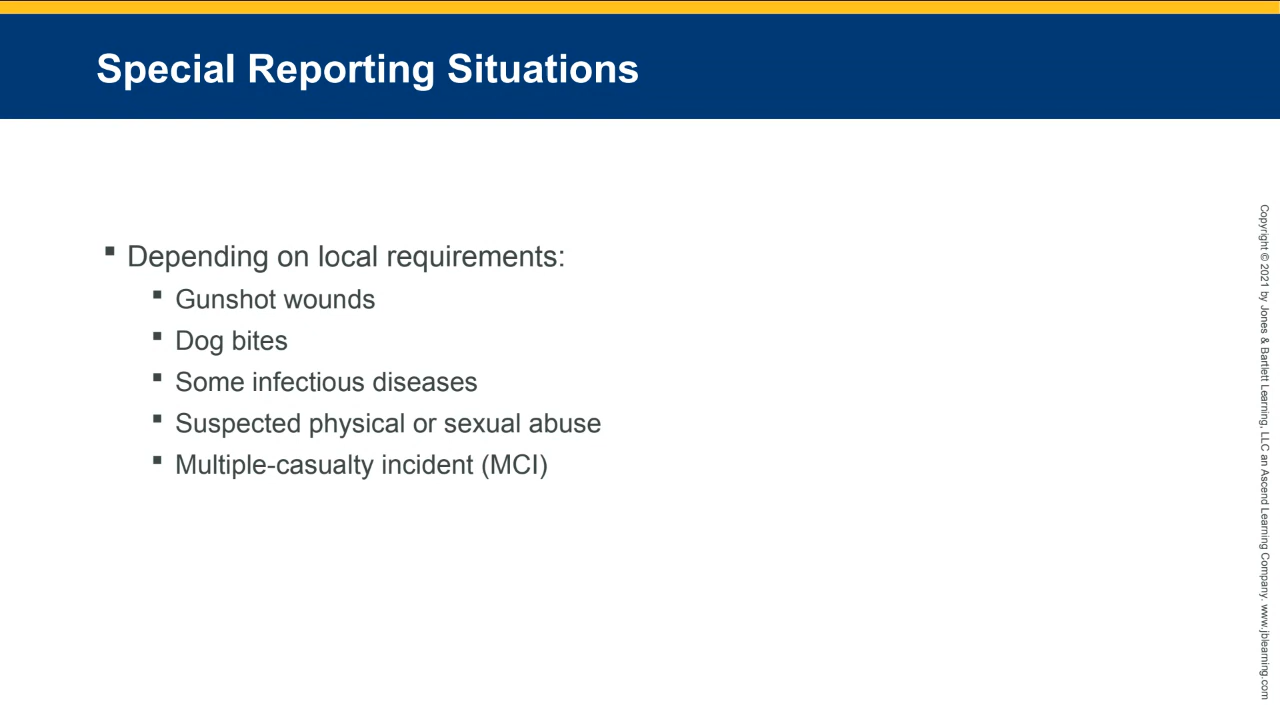 Special Reporting Situations
▪ Depending on local requirements:
▪ Gunshot wounds
▪ Dog bites
▪ Some infectious diseases
▪ Suspected physical or sexual abuse
▪ Multiple-casualty incident (MCI)
Copyright © 2021 by Jones & Bartlett Learning, LLC an Ascend Learning Company. www.jblearning.com